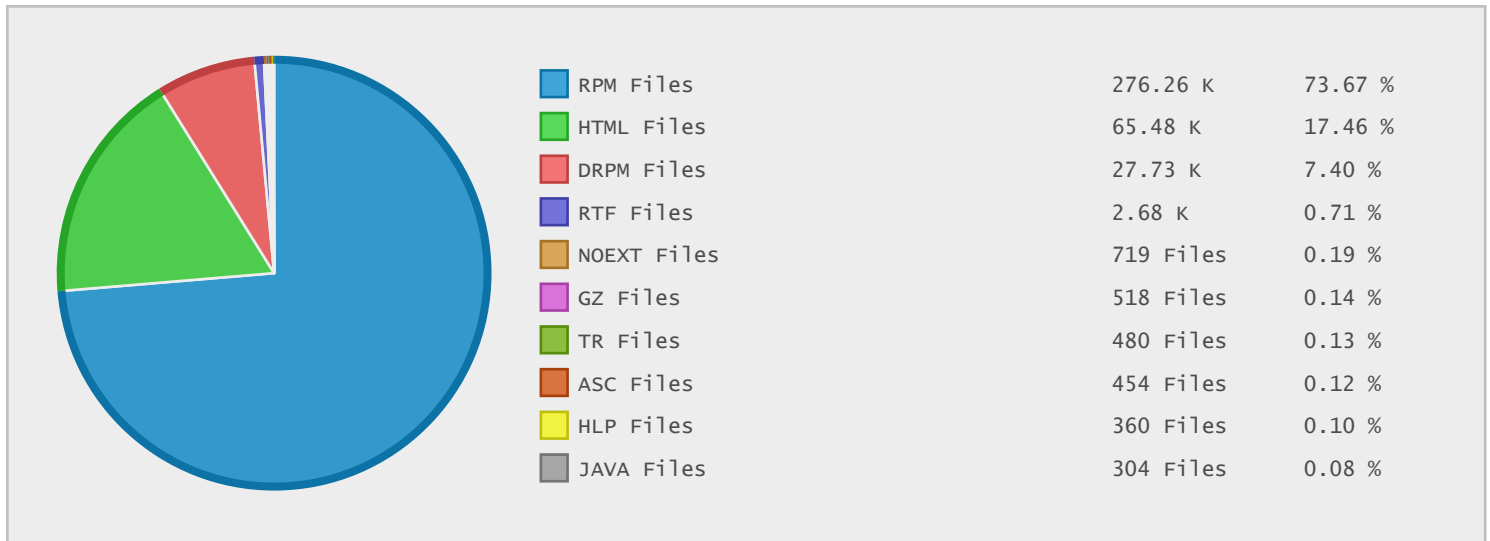 RPM Files 276.26 K 73.67 %
HTML Files 65.48 K 17.46 %
DRPM Files 27.73 K 7.40 %
RTF Files 2.68 K 0.71 %
NOEXT Files 719 Files 0.19 %
GZ Files 518 Files 0.14 %
TR Files 480 Files 0.13 %
ASC Files 454 Files 0.12 %
HLP Files 360 Files 0.10 %
JAVA Files 304 Files 0.08 %